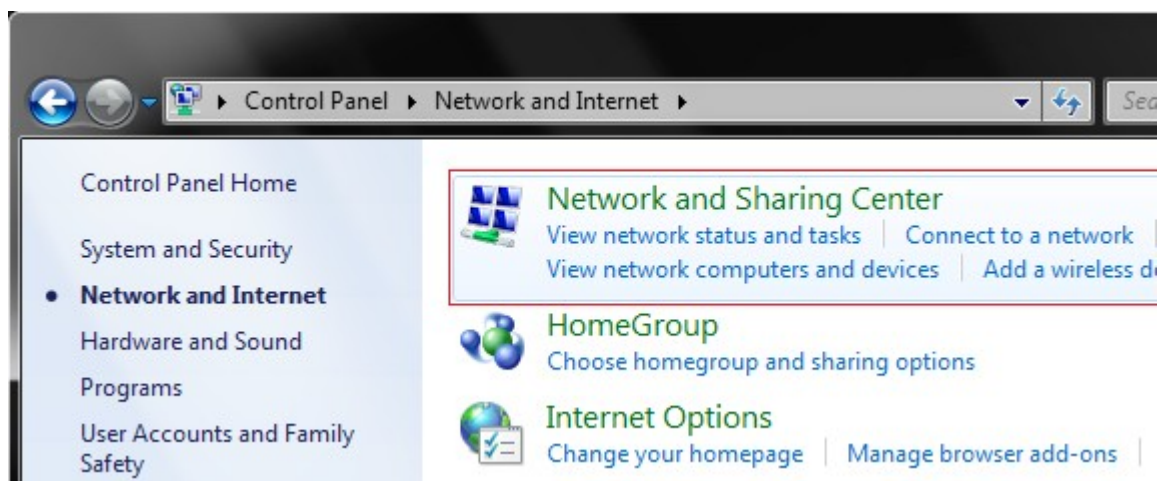 Control Panel Network and Internet
Control Panel Home
System and Security
Network and Internet
Hardware and Sound
Programs
User Accounts and Family
Safety
Network and Sharing Center
View network status and tasks Connect to a network
View network computers and devices Add a wireless
HomeGroup
Choose homegroup and sharing options
Internet Options
Change your homepage Manage browser add-ons